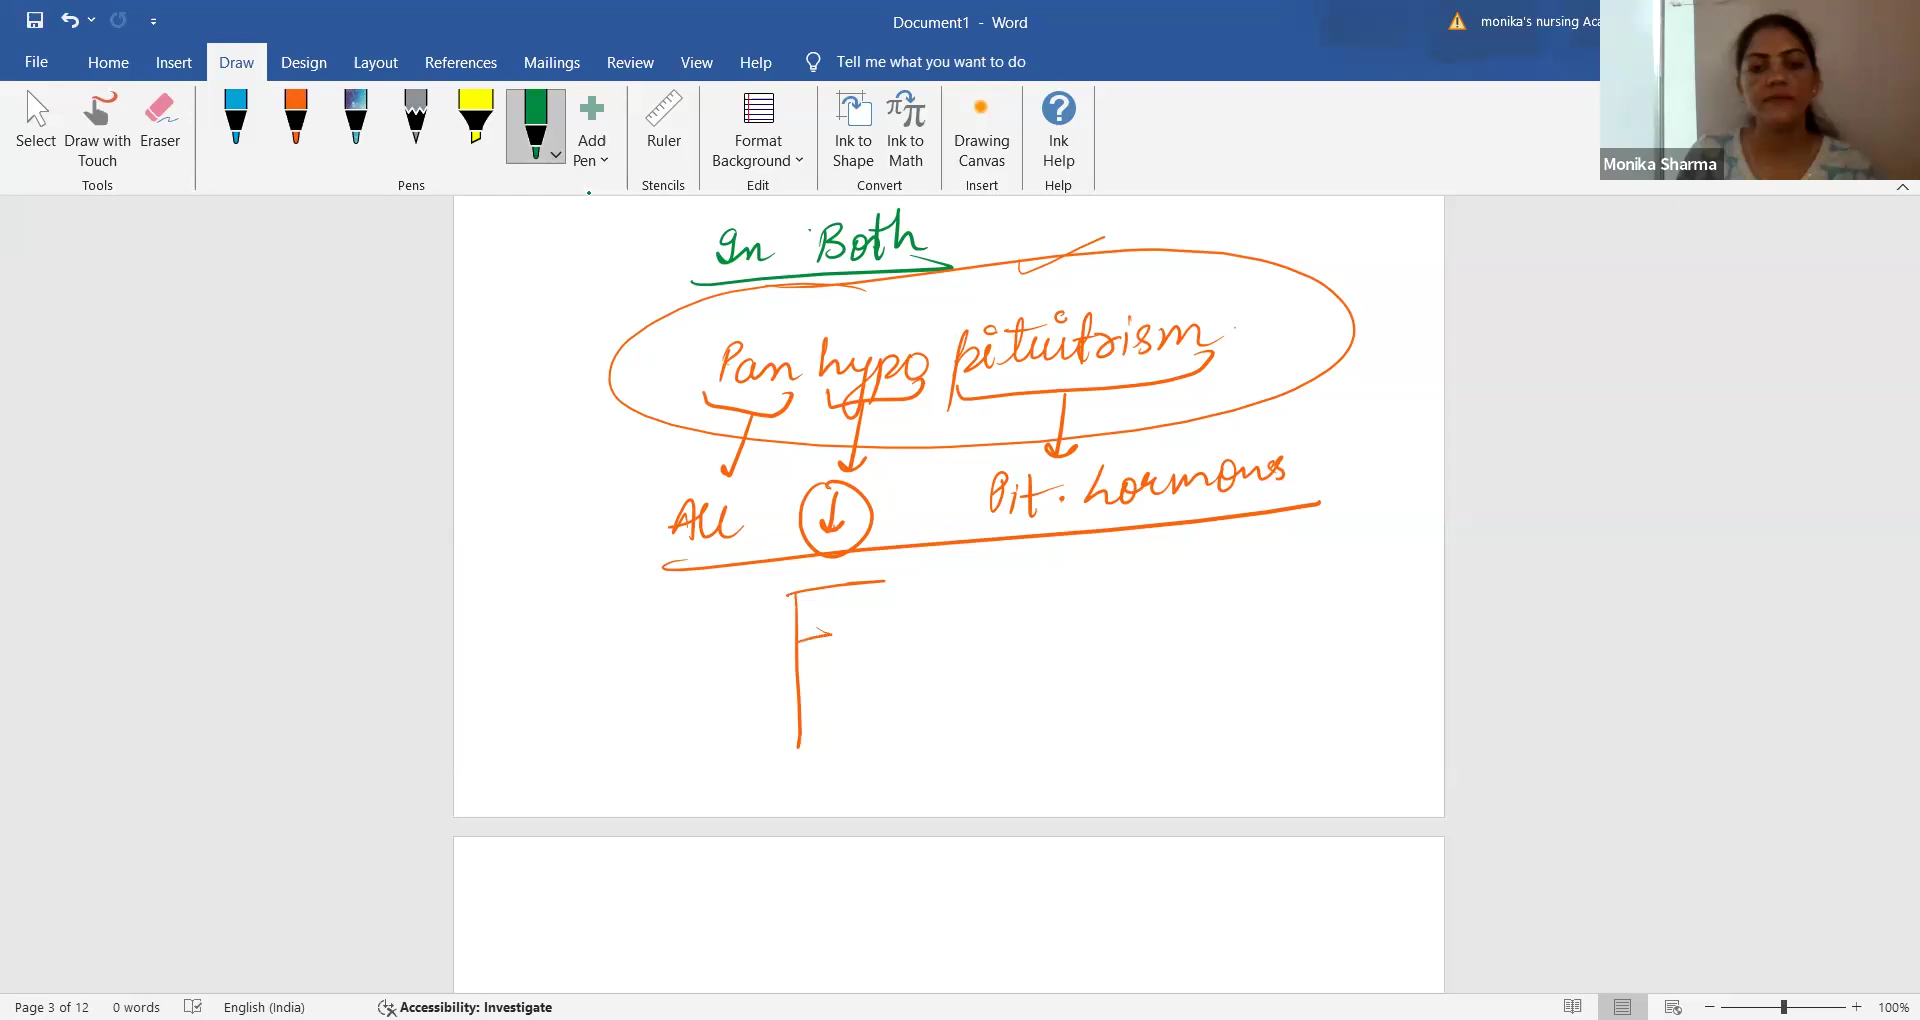 Document1 - Word
monika's nursing Aca
File Home Insert Draw Design Layout References Mailings Review View Help Tell me what you want to do
Select Draw with Touch Eraser Add Pen Ruler Format Background Ink to Shape Ink to Math Drawing Canvas Ink Help
Tools Pens Stencils Edit Convert Insert Help
Monika Sharma
In Both
Pan hypo pituitrism
All ↓ Pit. hormones
Page 3 of 12 0 words English (India) Accessibility: Investigate 100%